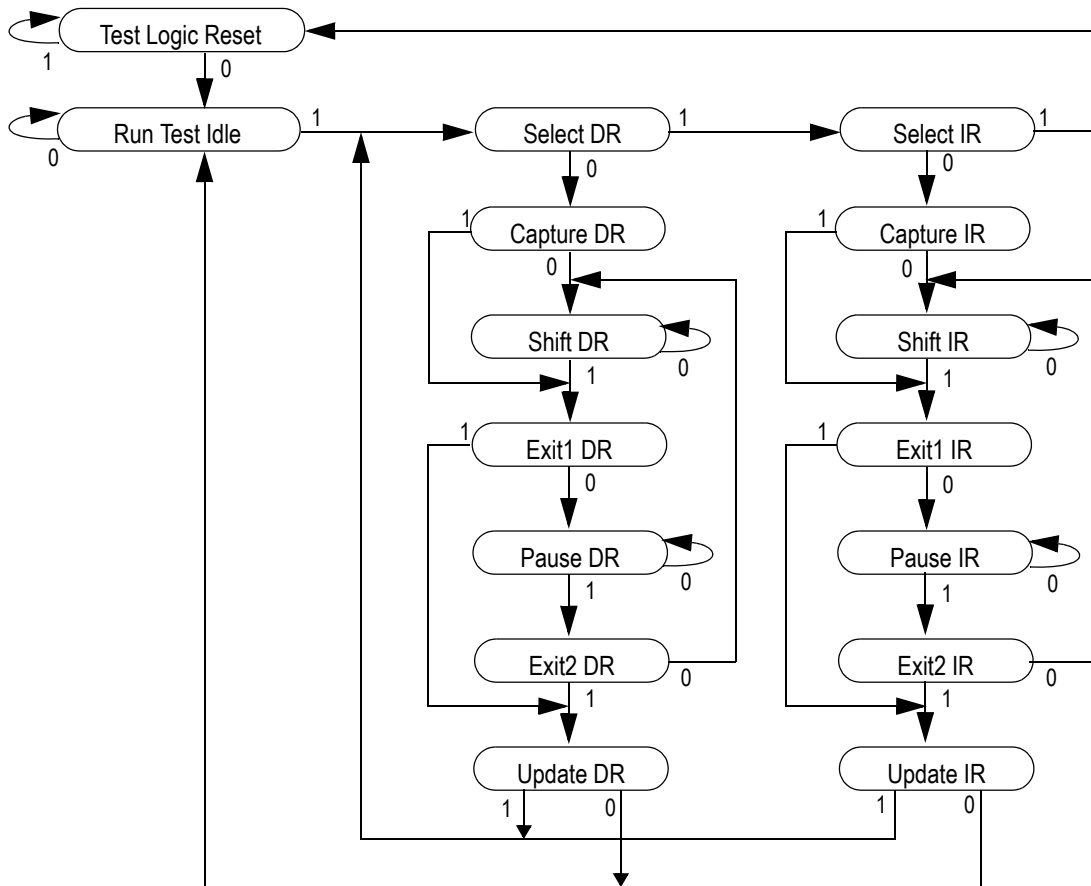 Test Logic Reset
1
0
Run Test Idle
0
1
Select DR
1
0
Select IR
1
0
1
Capture DR
0
1
Capture IR
0
Shift DR
0
1
Shift IR
0
1
1
Exit1 DR
0
1
Exit1 IR
0
Pause DR
0
1
Pause IR
0
1
Exit2 DR
0
1
Exit2 IR
0
1
Update DR
1
0
Update IR
1
0